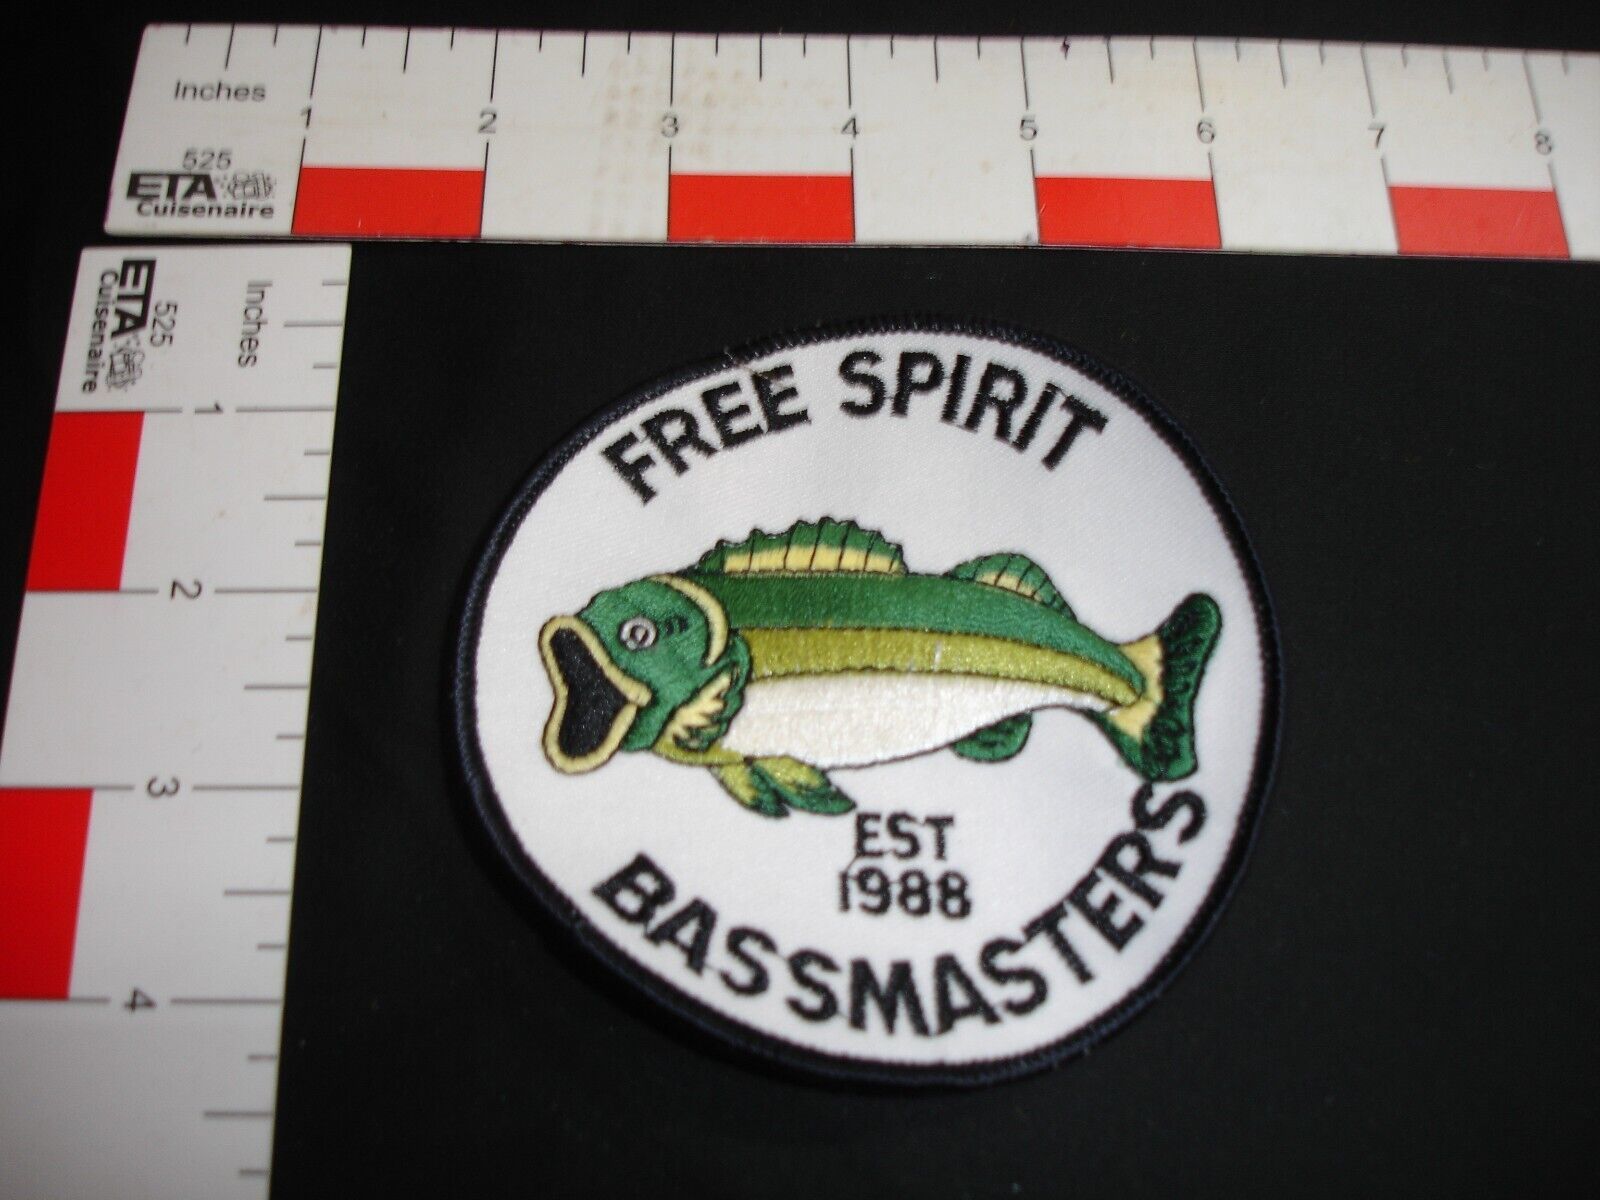 Inches
1 2 3 4 5 6 7 8
525
ETA
Cuisenaire
Inches
525
ETA
Cuisenaire
1
2
3
4
FREE SPIRIT
EST
1988
BASSMASTERS